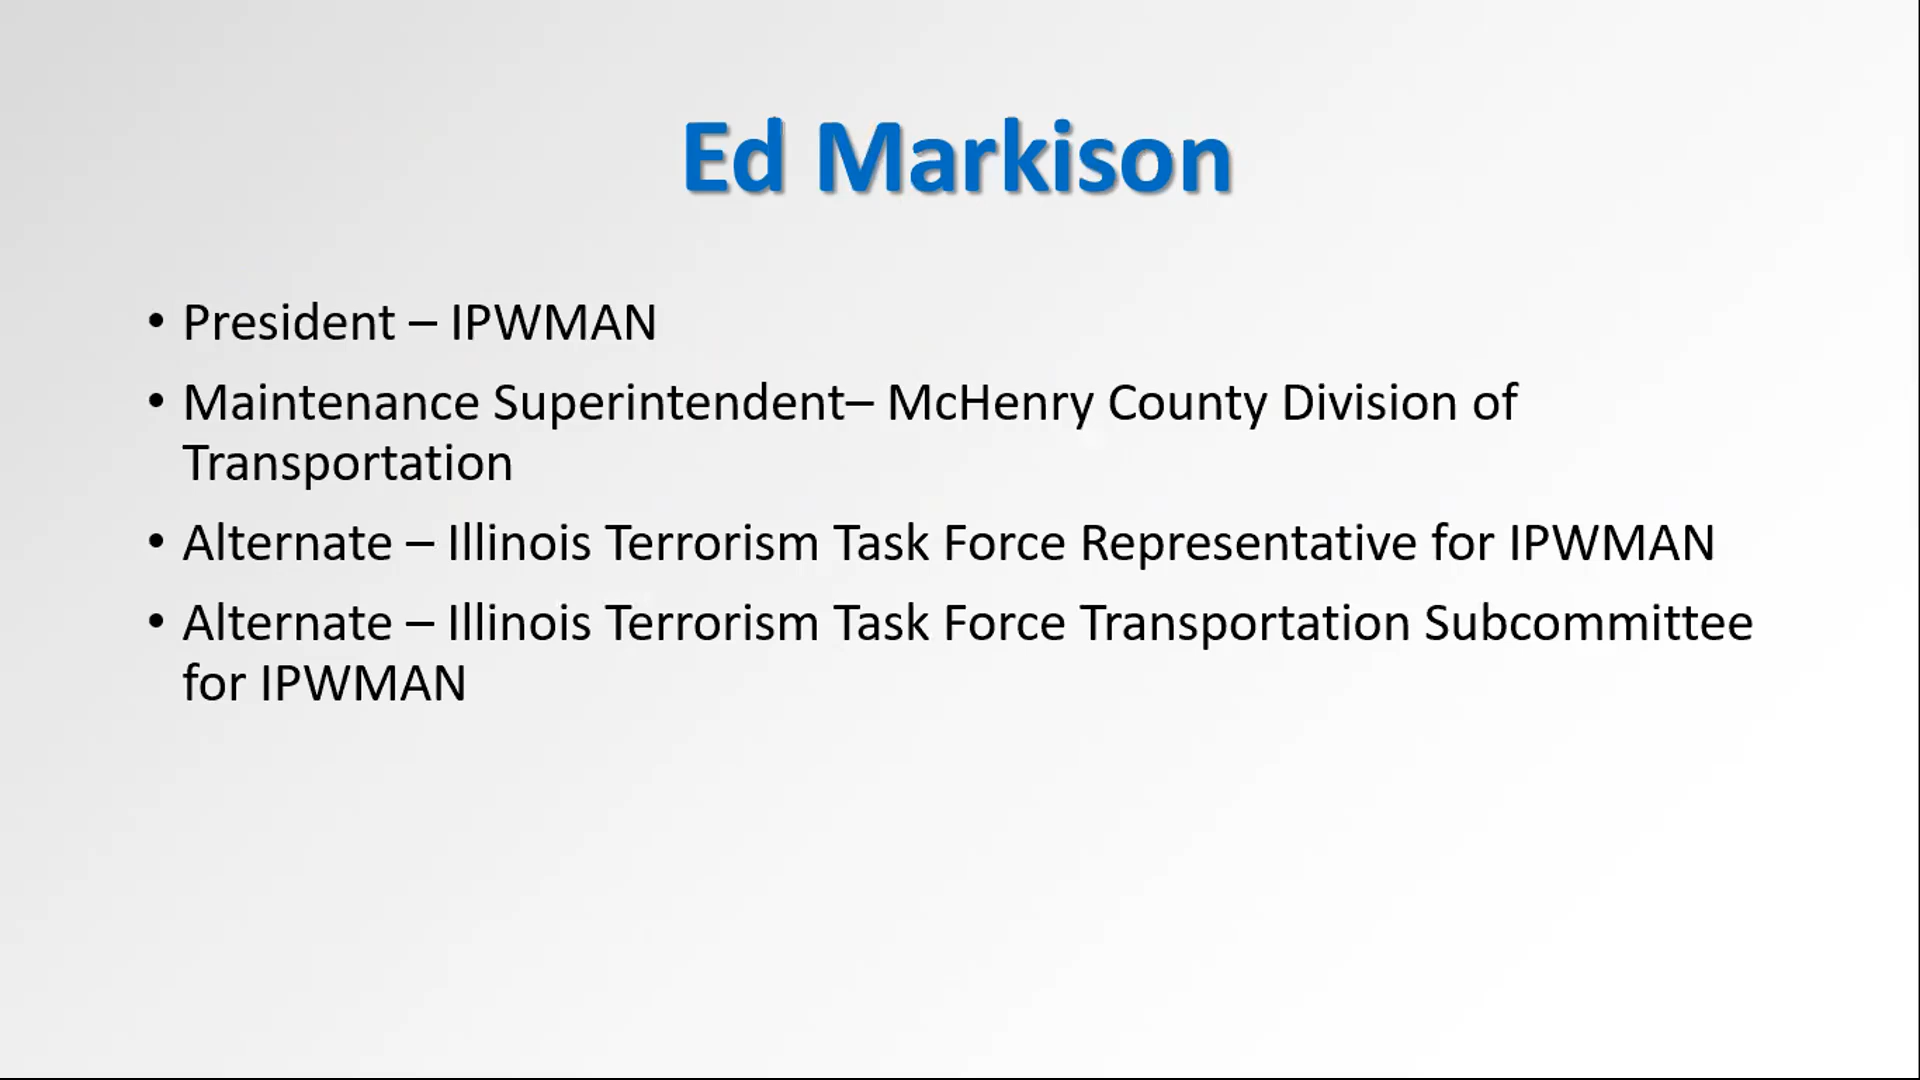 Ed Markison
• President – IPWMAN
• Maintenance Superintendent– McHenry County Division of
Transportation
• Alternate – Illinois Terrorism Task Force Representative for IPWMAN
• Alternate – Illinois Terrorism Task Force Transportation Subcommittee
for IPWMAN